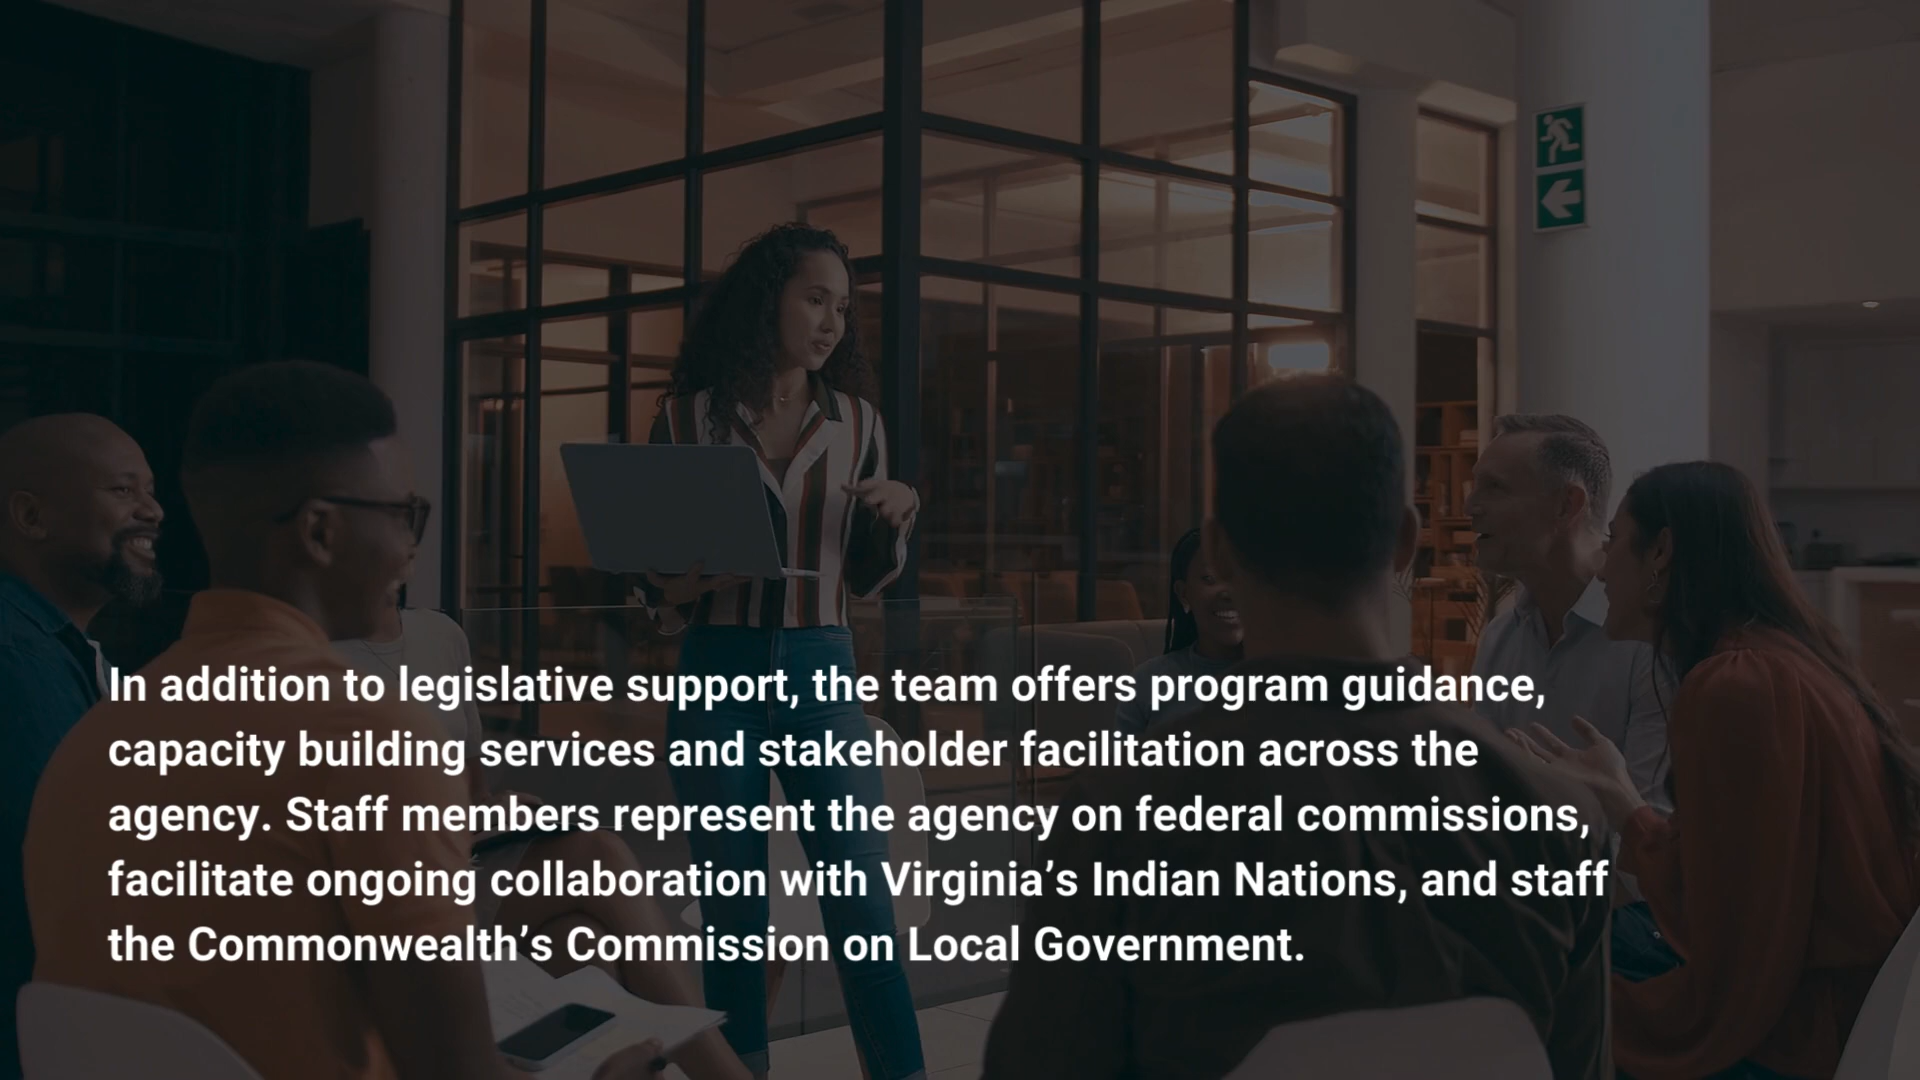 In addition to legislative support, the team offers program guidance,
capacity building services and stakeholder facilitation across the
agency. Staff members represent the agency on federal commissions,
facilitate ongoing collaboration with Virginia’s Indian Nations, and staff
the Commonwealth’s Commission on Local Government.